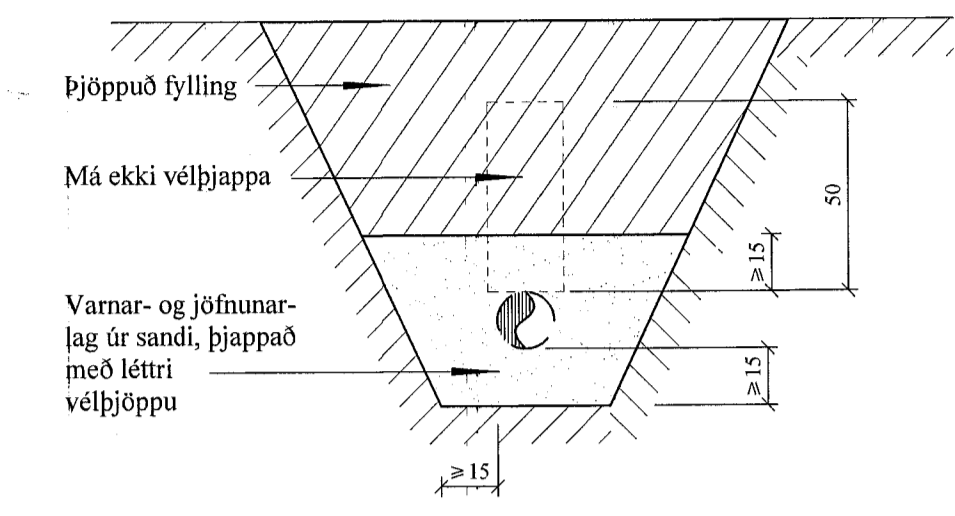 Þjöppuð fylling
Má ekki vélþjappa
50
≥15
Varnar- og jöfnunar-
lag úr sandi, þjappað
með léttri
vélþjöppu
≥15
≥15